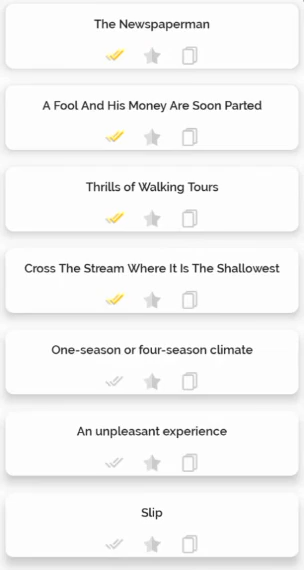 The Newspaperman
A Fool And His Money Are Soon Parted
Thrills of Walking Tours
Cross The Stream Where It Is The Shallowest
One-season or four-season climate
An unpleasant experience
Slip